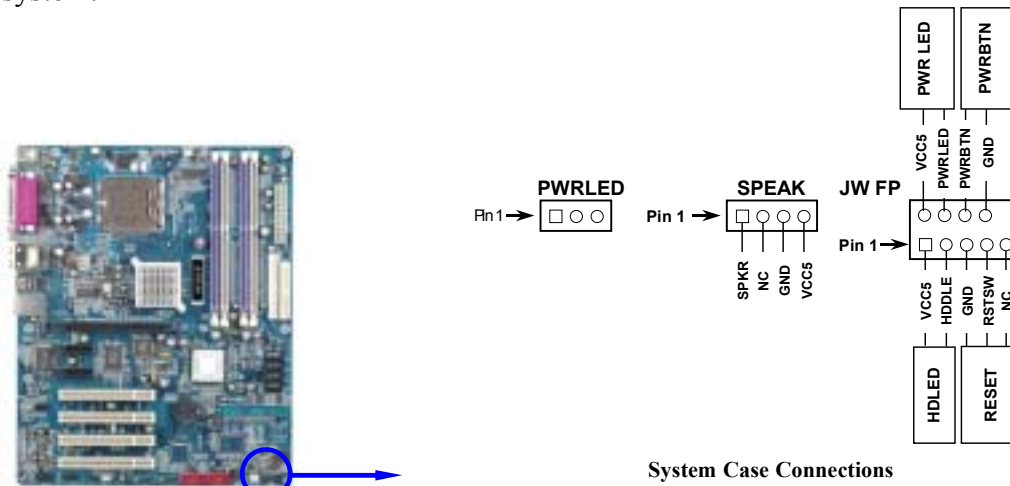 system.
PWR LED
PWRBTN
VCC5
PWRLED
PWRBTN
GND
PWRLED
SPEAK
JW FP
Pin 1
Pin 1
Pin 1
SPKR
NC
GND
VCC5
VCC5
HDDLE
GND
RSTSW
NC
HDLED
RESET
System Case Connections